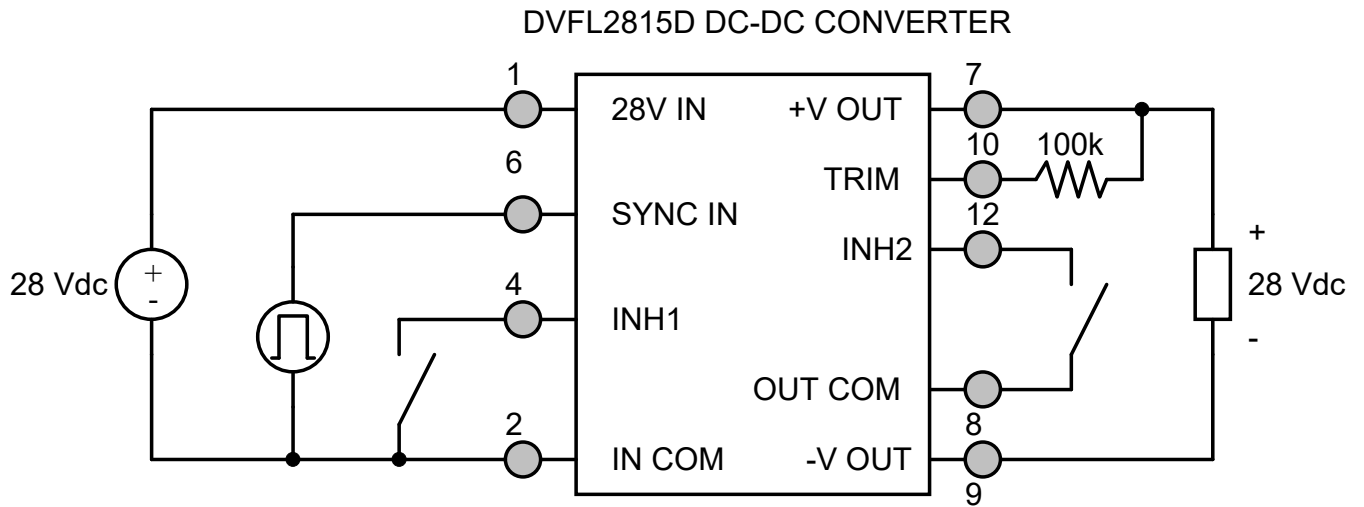 DVFL2815D DC-DC CONVERTER
1
7
28V IN
+V OUT
10
100k
6
TRIM
12
SYNC IN
INH2
+
28 Vdc
+
-
4
28 Vdc
INH1
-
OUT COM
2
8
IN COM
-V OUT
9